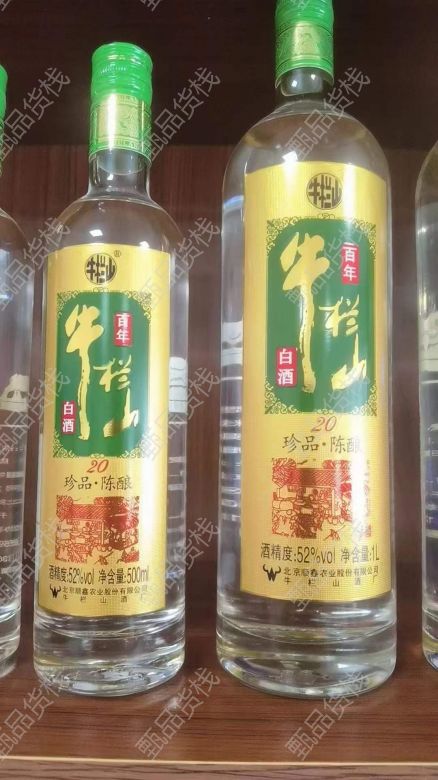 牛栏山
®
百年
牛栏山
白酒
20
珍品·陈酿
酒精度:52%vol 净含量:500ml
北京顺鑫农业股份有限公司
牛栏山酒厂
牛栏山
百年
牛栏山
白酒
20
珍品·陈酿
酒精度:52%vol 净含量:1L
北京顺鑫农业股份有限公司
牛栏山酒厂
甄品货栈